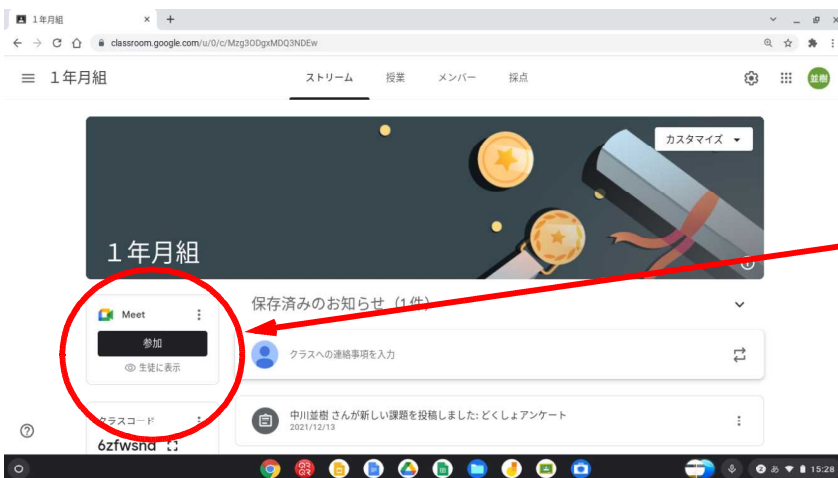 1年月組
classroom.google.com/u/0/c/Mzg3ODgxMDQ3NDEw
1年月組
ストリーム 授業 メンバー 採点
並樹
カスタマイズ
1年月組
Meet
参加
生徒に表示
保存済みのお知らせ（1件）
クラスへの連絡事項を入力
クラスコード
6zfwsnd
中川並樹 さんが新しい課題を投稿しました: どくしょアンケート
2021/12/13
2 あ 15:28